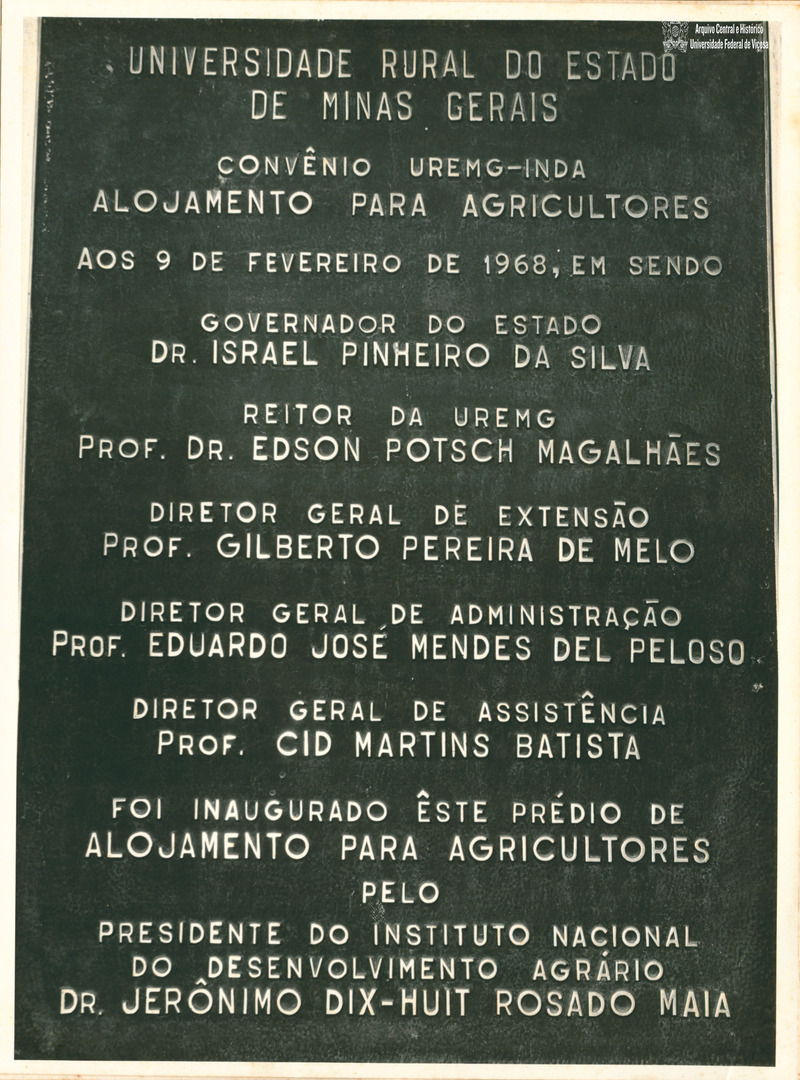 Arquivo Central e Histórico
Universidade Federal de Viçosa
UNIVERSIDADE RURAL DO ESTADO
DE MINAS GERAIS
CONVÊNIO UREMG-INDA
ALOJAMENTO PARA AGRICULTORES
AOS 9 DE FEVEREIRO DE 1968, EM SENDO
GOVERNADOR DO ESTADO
DR. ISRAEL PINHEIRO DA SILVA
REITOR DA UREMG
PROF. DR. EDSON POTSCH MAGALHÃES
DIRETOR GERAL DE EXTENSÃO
PROF. GILBERTO PEREIRA DE MELO
DIRETOR GERAL DE ADMINISTRAÇÃO
PROF. EDUARDO JOSÉ MENDES DEL PELOSO
DIRETOR GERAL DE ASSISTÊNCIA
PROF. CID MARTINS BATISTA
FOI INAUGURADO ÊSTE PRÉDIO DE
ALOJAMENTO PARA AGRICULTORES
PELO
PRESIDENTE DO INSTITUTO NACIONAL
DO DESENVOLVIMENTO AGRÁRIO
DR. JERÔNIMO DIX-HUIT ROSADO MAIA